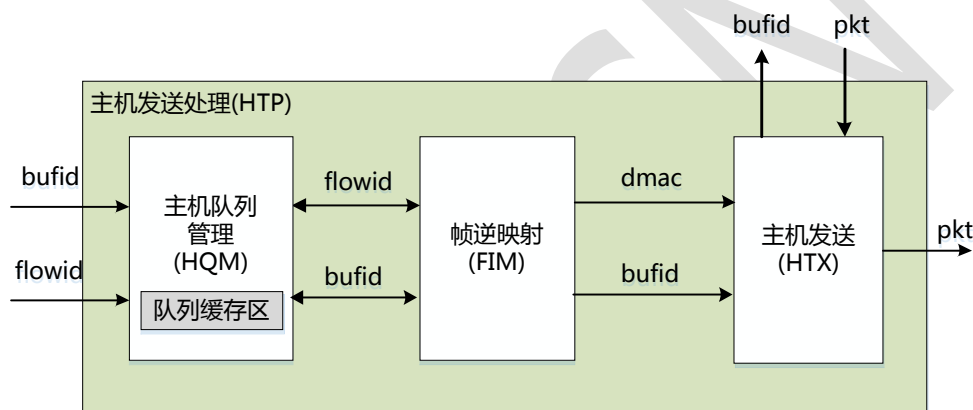 bufid pkt
主机发送处理(HTP)
bufid
flowid
主机队列
管理
(HQM)
队列缓存区
flowid
bufid
帧逆映射
(FIM)
dmac
bufid
主机发送
(HTX)
pkt